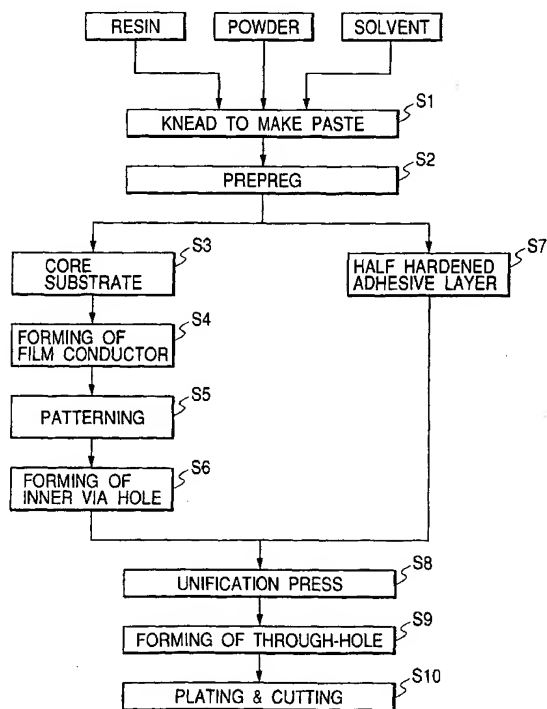 RESIN
POWDER
SOLVENT
S1
KNEAD TO MAKE PASTE
S2
PREPREG
S3
CORE
SUBSTRATE
S7
HALF HARDENED
ADHESIVE LAYER
S4
FORMING OF
FILM CONDUCTOR
S5
PATTERNING
S6
FORMING OF
INNER VIA HOLE
S8
UNIFICATION PRESS
S9
FORMING OF THROUGH-HOLE
S10
PLATING & CUTTING